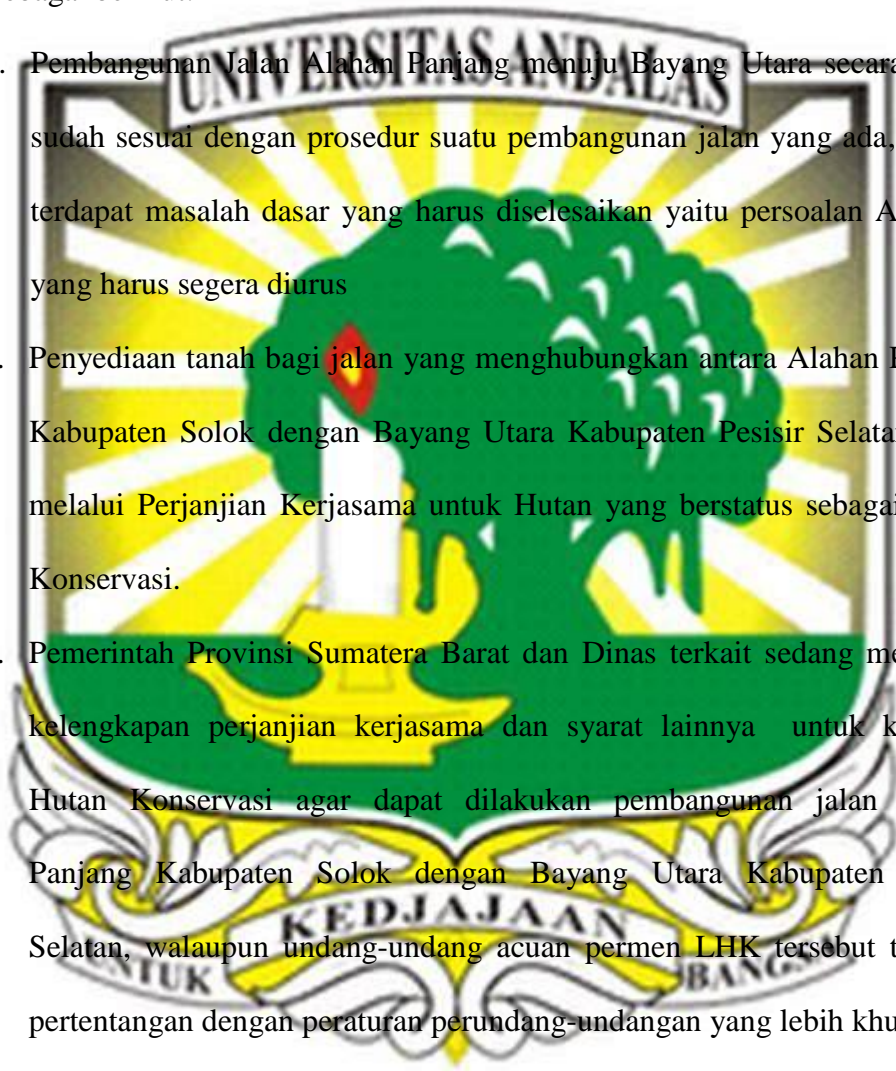 UNIVERSITAS ANDALAS
. Pembangunan Jalan Alahan Panjang menuju Bayang Utara secara
sudah sesuai dengan prosedur suatu pembangunan jalan yang ada,
terdapat masalah dasar yang harus diselesaikan yaitu persoalan A
yang harus segera diurus
. Penyediaan tanah bagi jalan yang menghubungkan antara Alahan
Kabupaten Solok dengan Bayang Utara Kabupaten Pesisir Selatan
melalui Perjanjian Kerjasama untuk Hutan yang berstatus sebagai
Konservasi.
. Pemerintah Provinsi Sumatera Barat dan Dinas terkait sedang me
kelengkapan perjanjian kerjasama dan syarat lainnya untuk k
Hutan Konservasi agar dapat dilakukan pembangunan jalan
Panjang Kabupaten Solok dengan Bayang Utara Kabupaten
KEDJAJAAN
Selatan, walaupun undang-undang acuan permen LHK tersebut t
UNTUK BANGSA
pertentangan dengan peraturan perundang-undangan yang lebih khu